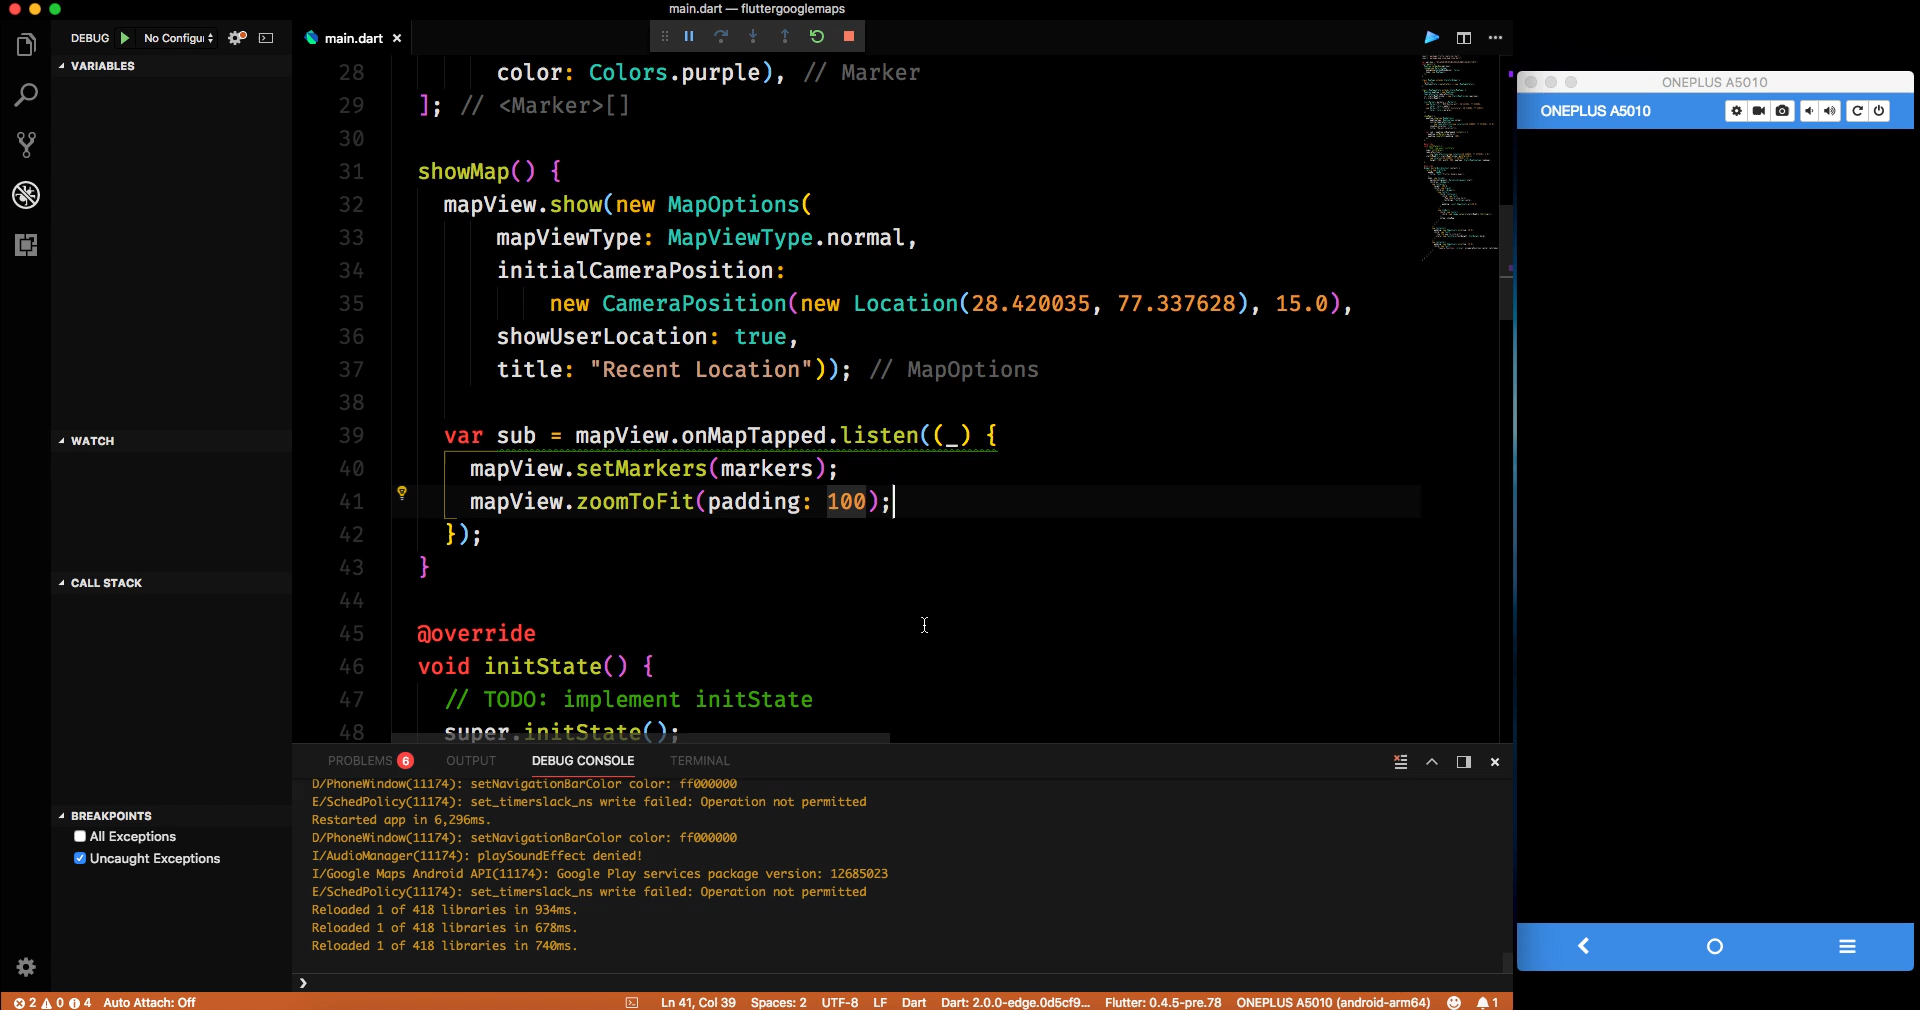 main.dart — fluttergooglemaps
DEBUG No Configu
main.dart
VARIABLES
WATCH
CALL STACK
BREAKPOINTS
All Exceptions
Uncaught Exceptions
28 color: Colors.purple), // Marker
29 ]; // <Marker>[]
30
31 showMap() {
32 mapView.show(new MapOptions(
33 mapViewType: MapViewType.normal,
34 initialCameraPosition:
35 new CameraPosition(new Location(28.420035, 77.337628), 15.0),
36 showUserLocation: true,
37 title: "Recent Location")); // MapOptions
38
39 var sub = mapView.onMapTapped.listen((_) {
40 mapView.setMarkers(markers);
41 mapView.zoomToFit(padding: 100);
42 });
43 }
44
45 @override
46 void initState() {
47 // TODO: implement initState
48 super.initState();
PROBLEMS 6 OUTPUT DEBUG CONSOLE TERMINAL
D/PhoneWindow(11174): setNavigationBarColor color: ff000000
E/SchedPolicy(11174): set_timerslack_ns write failed: Operation not permitted
Restarted app in 6,296ms.
D/PhoneWindow(11174): setNavigationBarColor color: ff000000
I/AudioManager(11174): playSoundEffect denied!
I/Google Maps Android API(11174): Google Play services package version: 12685023
E/SchedPolicy(11174): set_timerslack_ns write failed: Operation not permitted
Reloaded 1 of 418 libraries in 934ms.
Reloaded 1 of 418 libraries in 678ms.
Reloaded 1 of 418 libraries in 740ms.
2 0 4 Auto Attach: Off Ln 41, Col 39 Spaces: 2 UTF-8 LF Dart Dart: 2.0.0-edge.0d5cf9... Flutter: 0.4.5-pre.78 ONEPLUS A5010 (android-arm64) 1
ONEPLUS A5010
ONEPLUS A5010